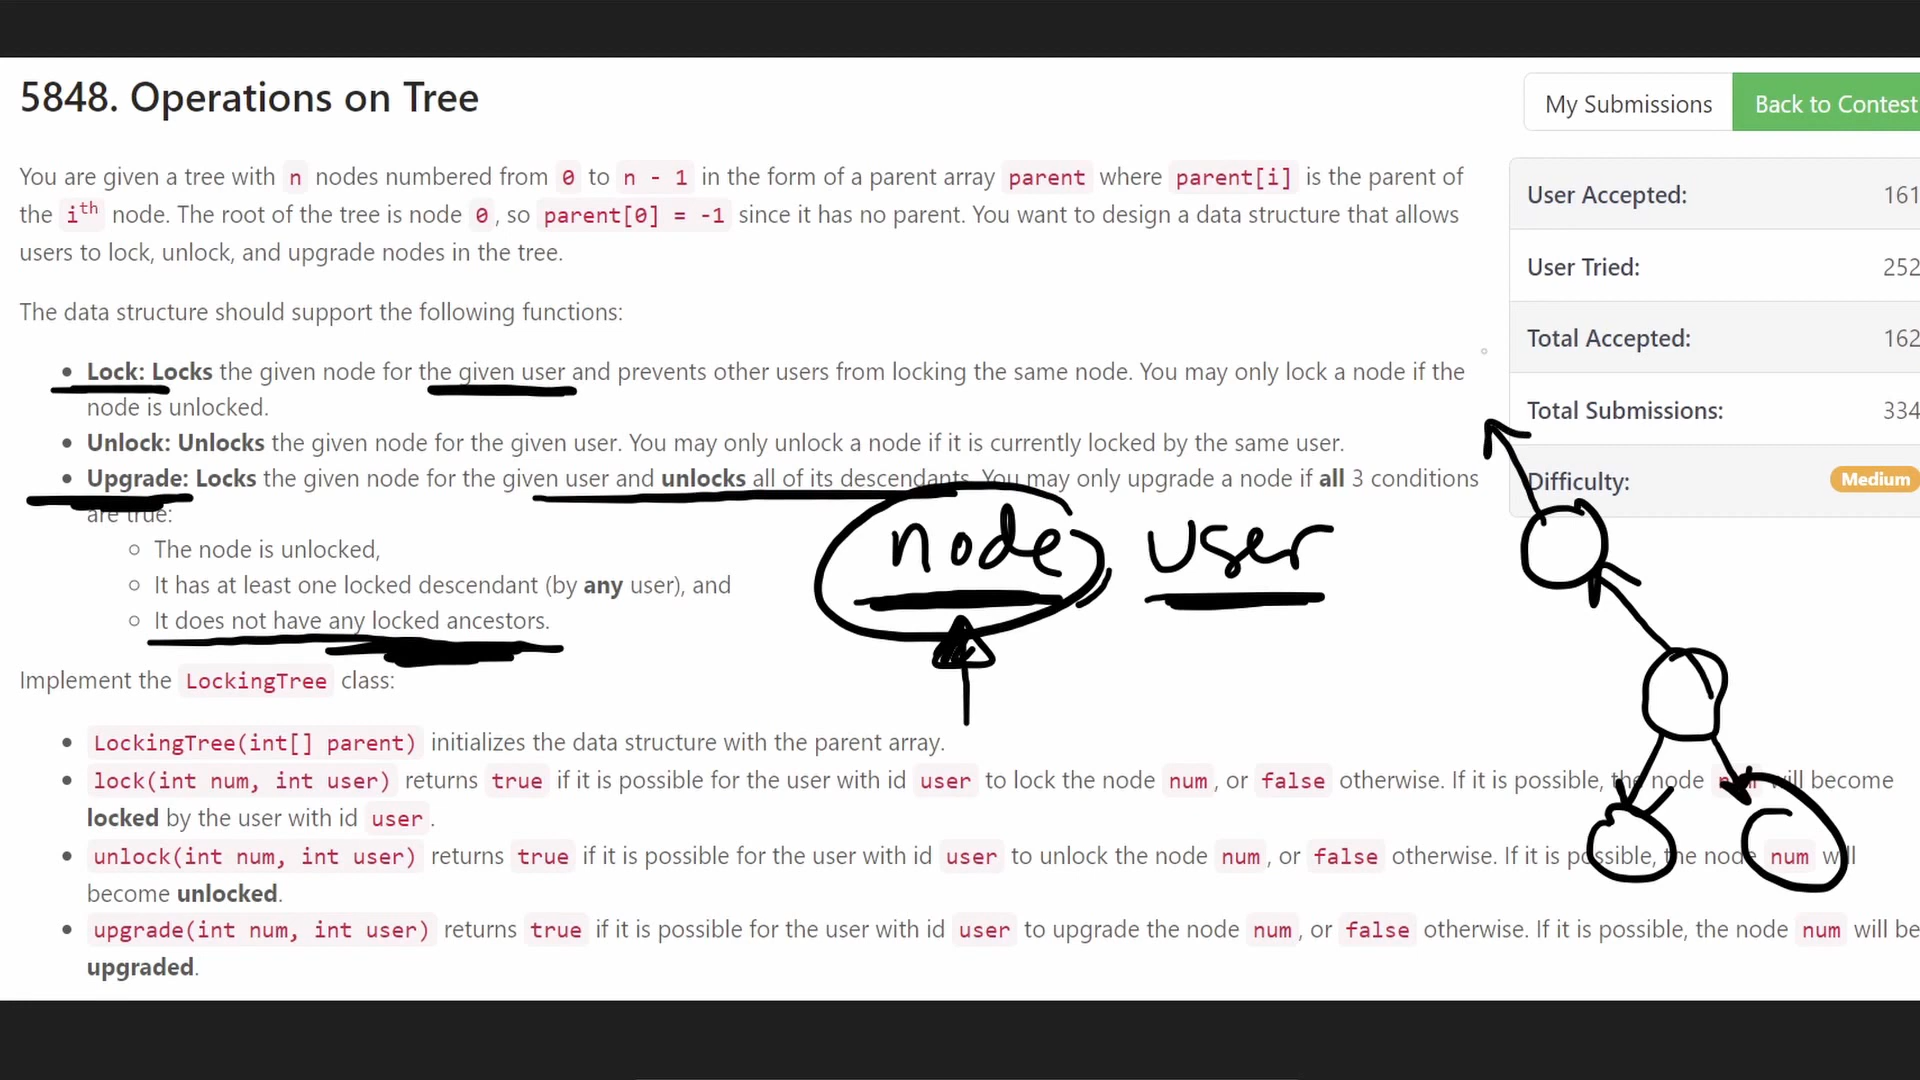 5848. Operations on Tree
My Submissions
Back to Contest
You are given a tree with n nodes numbered from 0 to n - 1 in the form of a parent array parent where parent[i] is the parent of
the ith node. The root of the tree is node 0, so parent[0] = -1 since it has no parent. You want to design a data structure that allows
users to lock, unlock, and upgrade nodes in the tree.
The data structure should support the following functions:
Lock: Locks the given node for the given user and prevents other users from locking the same node. You may only lock a node if the
node is unlocked.
Unlock: Unlocks the given node for the given user. You may only unlock a node if it is currently locked by the same user.
Upgrade: Locks the given node for the given user and unlocks all of its descendants. You may only upgrade a node if all 3 conditions
are true:
The node is unlocked,
It has at least one locked descendant (by any user), and
It does not have any locked ancestors.
node user
Implement the LockingTree class:
LockingTree(int[] parent) initializes the data structure with the parent array.
lock(int num, int user) returns true if it is possible for the user with id user to lock the node num, or false otherwise. If it is possible, the node num will become
locked by the user with id user.
unlock(int num, int user) returns true if it is possible for the user with id user to unlock the node num, or false otherwise. If it is possible, the node num will
become unlocked.
upgrade(int num, int user) returns true if it is possible for the user with id user to upgrade the node num, or false otherwise. If it is possible, the node num will be
upgraded.
User Accepted: 161
User Tried: 252
Total Accepted: 162
Total Submissions: 334
Difficulty: Medium